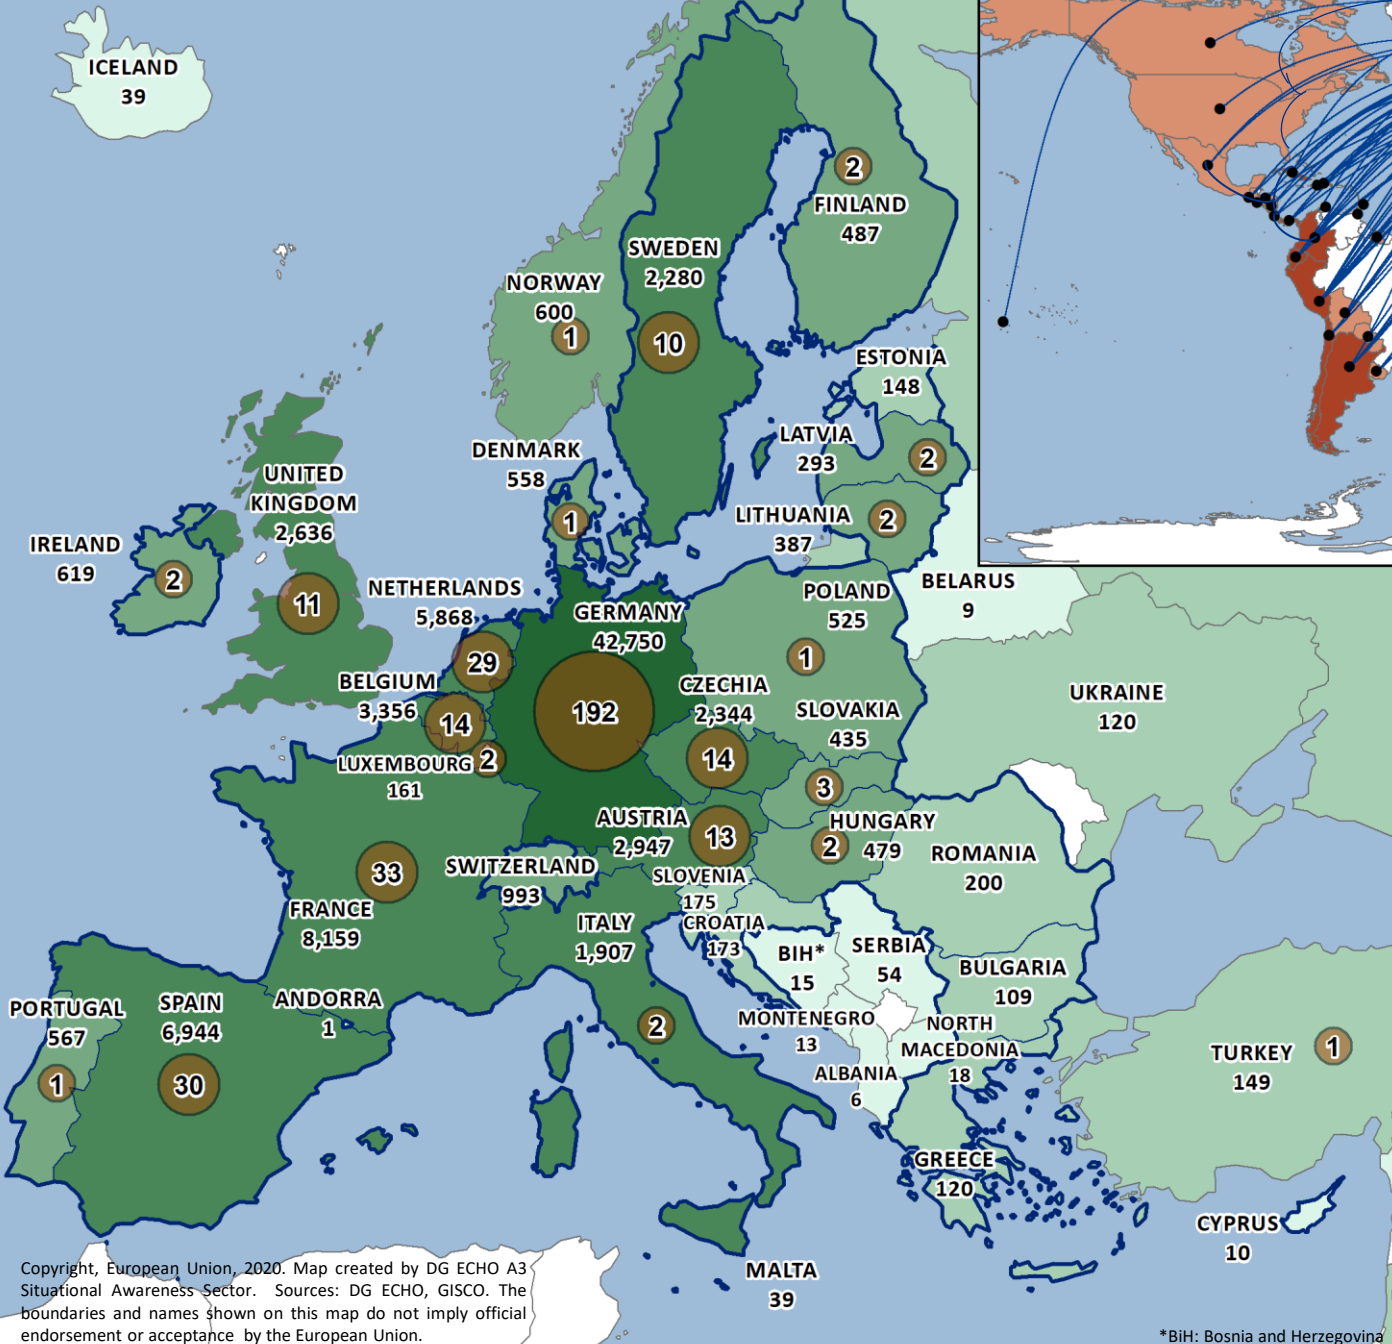 ICELAND
39
2
FINLAND
487
SWEDEN
2,280
10
NORWAY
600
1
ESTONIA
148
LATVIA
293
2
DENMARK
558
1
LITHUANIA
387
2
UNITED
KINGDOM
2,636
11
IRELAND
619
2
NETHERLANDS
5,868
29
GERMANY
42,750
192
POLAND
525
1
BELARUS
9
UKRAINE
120
BELGIUM
3,356
14
LUXEMBOURG
161
2
CZECHIA
2,344
14
SLOVAKIA
435
3
AUSTRIA
2,947
13
HUNGARY
479
2
ROMANIA
200
FRANCE
8,159
33
SWITZERLAND
993
SLOVENIA
175
CROATIA
173
ITALY
1,907
2
BIH*
15
SERBIA
54
BULGARIA
109
MONTENEGRO
13
NORTH
MACEDONIA
18
ALBANIA
6
PORTUGAL
567
1
SPAIN
6,944
30
ANDORRA
1
TURKEY
149
1
GREECE
120
CYPRUS
10
MALTA
39
Copyright, European Union, 2020. Map created by DG ECHO A3
Situational Awareness Sector. Sources: DG ECHO, GISCO. The
boundaries and names shown on this map do not imply official
endorsement or acceptance by the European Union.
*BiH: Bosnia and Herzegovina